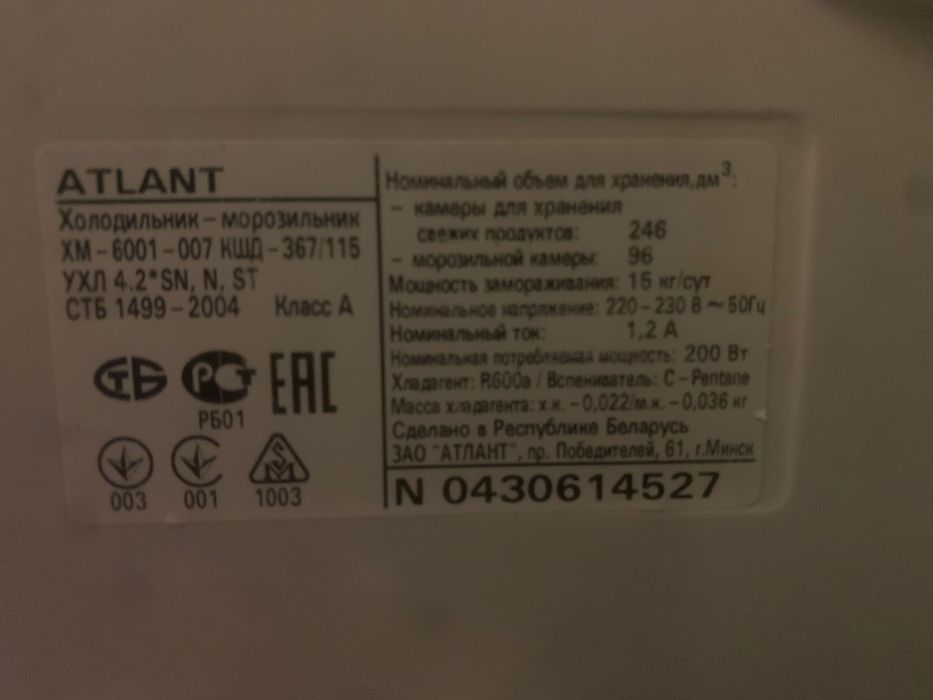 ATLANT
Холодильник – морозильник
ХМ – 6001 – 007 КШД – 367/115
УХЛ 4.2* SN, N, ST
СТБ 1499 – 2004 Класс А
СТБ РСТ ЕАС
РБ01
003 001 1003
Номинальный объем для хранения, дм³:
– камеры для хранения
свежих продуктов: 246
– морозильной камеры: 96
Мощность замораживания: 15 кг/сут
Номинальное напряжение: 220 – 230 В ~ 50Гц
Номинальный ток: 1,2 А
Номинальная потребляемая мощность: 200 Вт
Хладагент: R600a / Вспениватель: C – Pentane
Масса хладагента: х.к. – 0,022/м.к. – 0,036 кг
Сделано в Республике Беларусь
ЗАО "АТЛАНТ", пр. Победителей, 61, г.Минск
N 0430614527